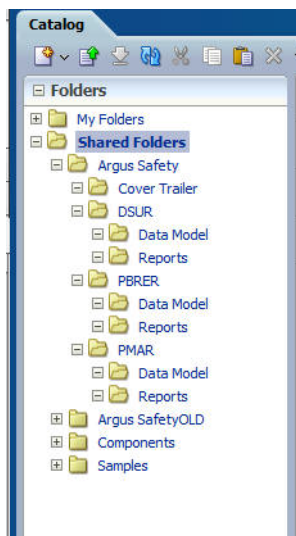 Catalog
Folders
My Folders
Shared Folders
Argus Safety
Cover Trailer
DSUR
Data Model
Reports
PBRER
Data Model
Reports
PMAR
Data Model
Reports
Argus SafetyOLD
Components
Samples